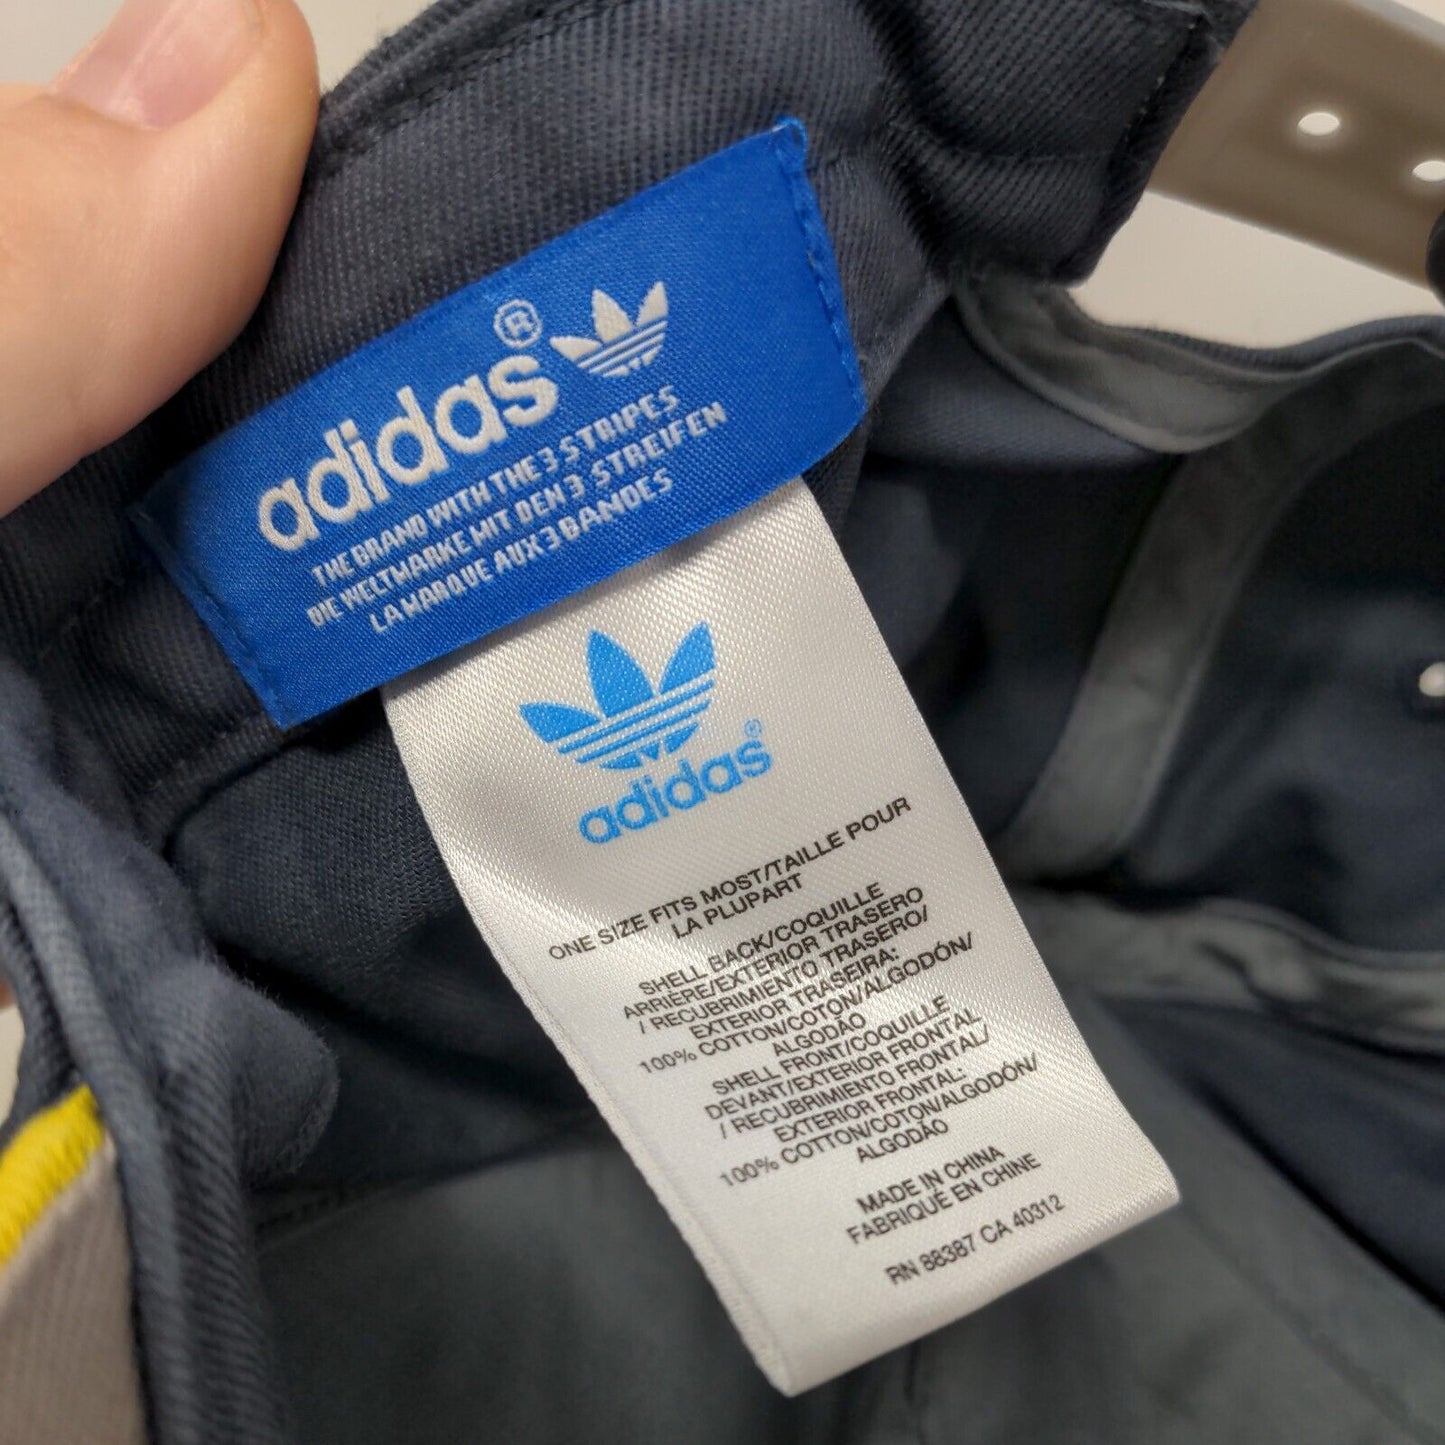 adidas®
THE BRAND WITH THE 3 STRIPES
DIE WELTMARKE MIT DEN 3 STREIFEN
LA MARQUE AUX 3 BANDES
adidas®
ONE SIZE FITS MOST/TAILLE POUR
LA PLUPART
SHELL BACK/COQUILLE
ARRIÈRE/EXTERIOR TRASERO
/ RECUBRIMIENTO TRASERO/
EXTERIOR TRASEIRA:
100% COTTON/COTON/ALGODÓN/
ALGODÃO
SHELL FRONT/COQUILLE
DEVANT/EXTERIOR FRONTAL
/ RECUBRIMIENTO FRONTAL/
EXTERIOR FRONTAL:
100% COTTON/COTON/ALGODÓN/
ALGODÃO
MADE IN CHINA
FABRIQUE EN CHINE
RN 88387 CA 40312